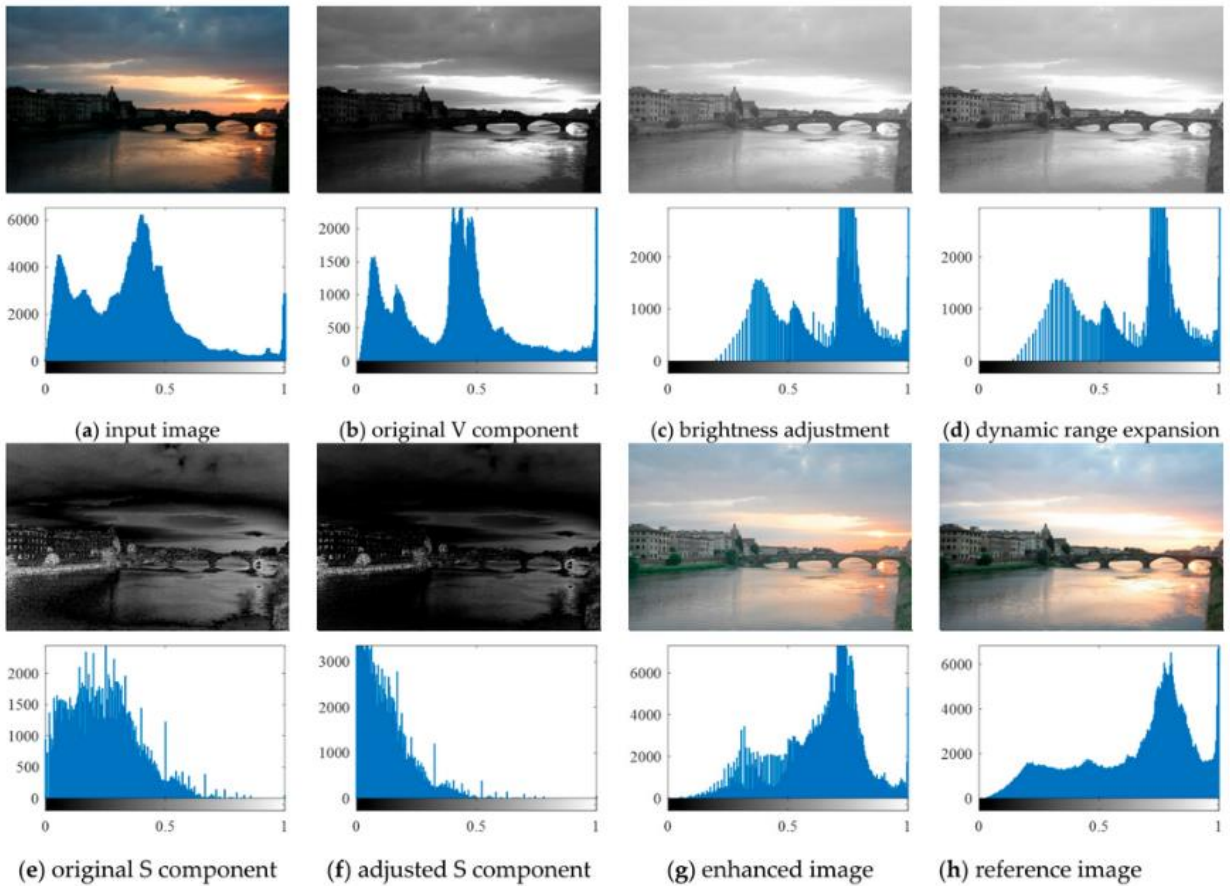 6000
4000
2000
0
0 0.5 1
1500
1000
500
0
0 0.5 1
2000
1000
0
0 0.5 1
2000
1000
0
0 0.5 1
(a) input image
(b) original V component
(c) brightness adjustment
(d) dynamic range expansion
2000
1500
1000
500
0
0 0.5 1
3000
2000
1000
0
0 0.5 1
6000
4000
2000
0
0 0.5 1
6000
4000
2000
0
0 0.5 1
(e) original S component
(f) adjusted S component
(g) enhanced image
(h) reference image